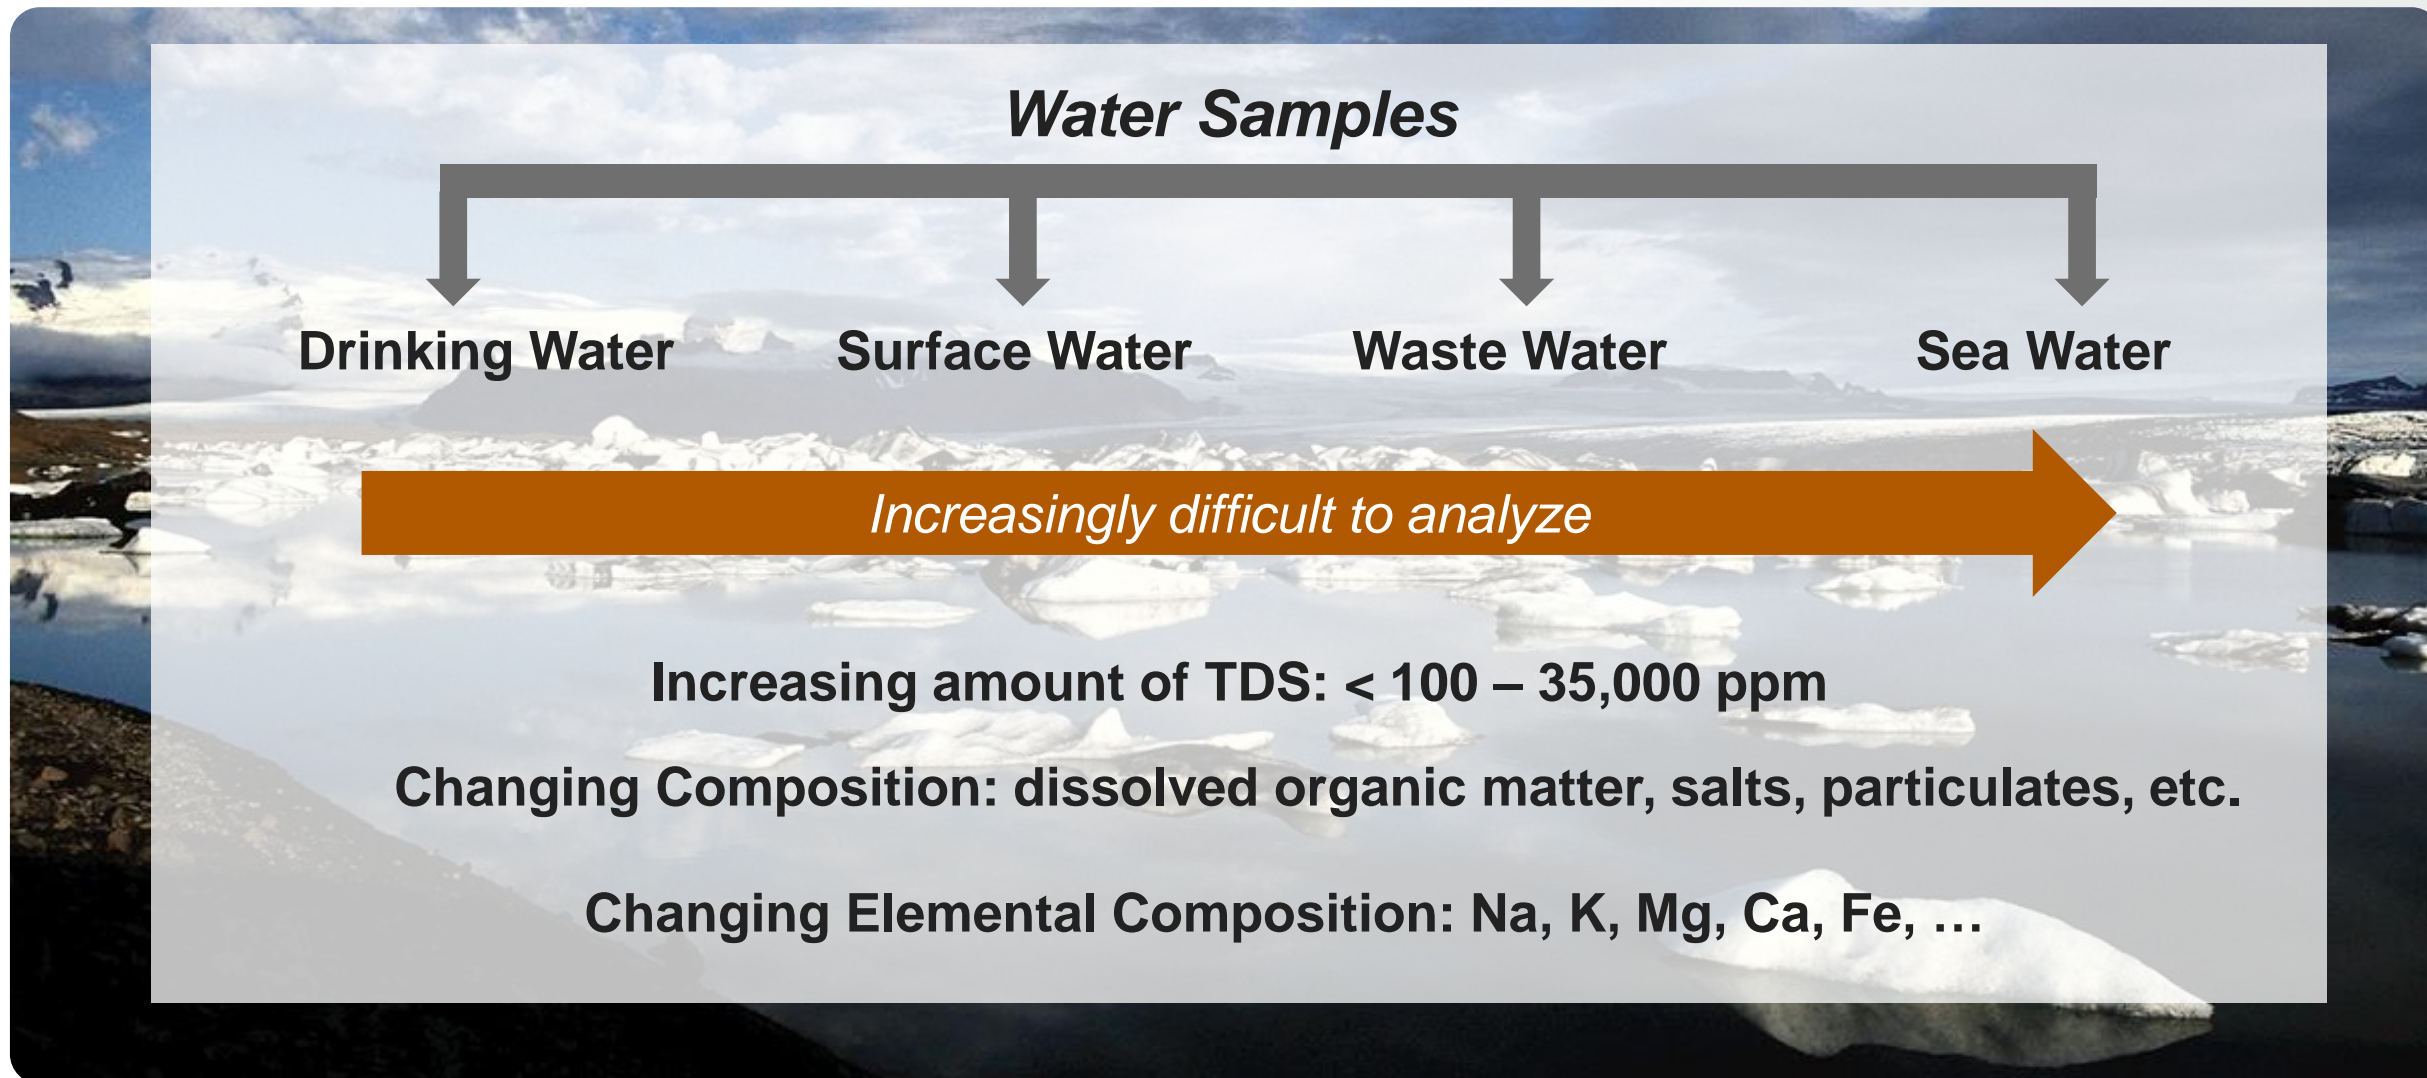 Water Samples
Drinking Water Surface Water Waste Water Sea Water
Increasingly difficult to analyze
Increasing amount of TDS: < 100 – 35,000 ppm
Changing Composition: dissolved organic matter, salts, particulates, etc.
Changing Elemental Composition: Na, K, Mg, Ca, Fe, …